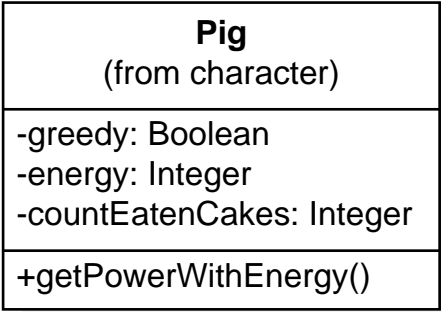 Pig
(from character)
-greedy: Boolean
-energy: Integer
-countEatenCakes: Integer
+getPowerWithEnergy()